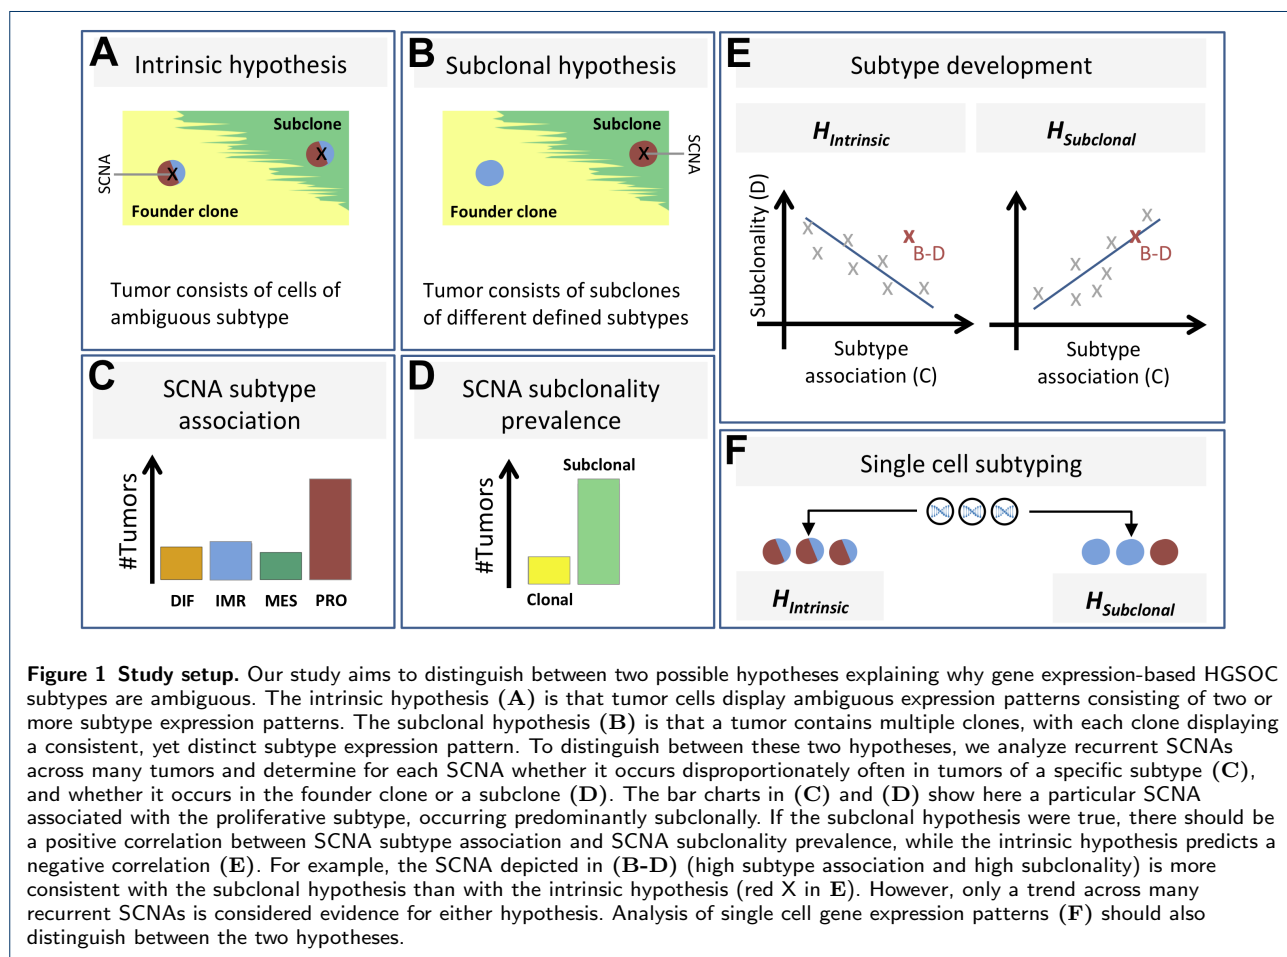 A
Intrinsic hypothesis
Subclone
X
X
SCNA
Founder clone
Tumor consists of cells of
ambiguous subtype
B
Subclonal hypothesis
Subclone
X
SCNA
Founder clone
Tumor consists of subclones
of different defined subtypes
C
SCNA subtype
association
#Tumors
DIF IMR MES PRO
D
SCNA subclonality
prevalence
#Tumors
Subclonal
Clonal
E
Subtype development
H Intrinsic
H Subclonal
Subclonality (D)
X X X X X X X X
B-D
Subtype
association (C)
X X X X X X X X
B-D
Subtype
association (C)
F
Single cell subtyping
H Intrinsic
H Subclonal
Figure 1 Study setup. Our study aims to distinguish between two possible hypotheses explaining why gene expression-based HGSOC
subtypes are ambiguous. The intrinsic hypothesis (A) is that tumor cells display ambiguous expression patterns consisting of two or
more subtype expression patterns. The subclonal hypothesis (B) is that a tumor contains multiple clones, with each clone displaying
a consistent, yet distinct subtype expression pattern. To distinguish between these two hypotheses, we analyze recurrent SCNAs
across many tumors and determine for each SCNA whether it occurs disproportionately often in tumors of a specific subtype (C),
and whether it occurs in the founder clone or a subclone (D). The bar charts in (C) and (D) show here a particular SCNA
associated with the proliferative subtype, occurring predominantly subclonally. If the subclonal hypothesis were true, there should be
a positive correlation between SCNA subtype association and SCNA subclonality prevalence, while the intrinsic hypothesis predicts a
negative correlation (E). For example, the SCNA depicted in (B-D) (high subtype association and high subclonality) is more
consistent with the subclonal hypothesis than with the intrinsic hypothesis (red X in E). However, only a trend across many
recurrent SCNAs is considered evidence for either hypothesis. Analysis of single cell gene expression patterns (F) should also
distinguish between the two hypotheses.